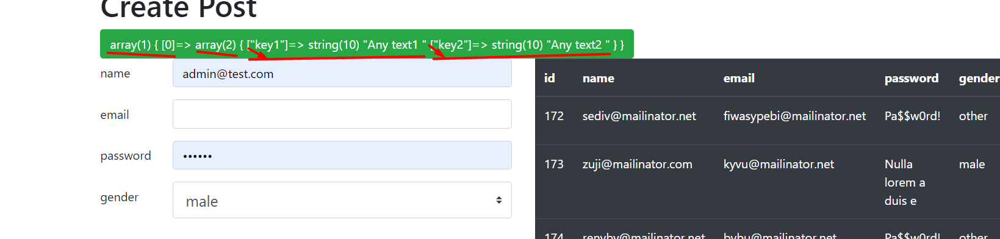 Create Post
array(1) { [0]=> array(2) { ["key1"]=> string(10) "Any text1 " ["key2"]=> string(10) "Any text2 " } }
name
admin@test.com
email
password
••••••
gender
male
id name email password gender
172 sediv@mailinator.net fiwasypebi@mailinator.net Pa$$w0rd! other
173 zuji@mailinator.com kyvu@mailinator.net Nulla male
lorem a
duis e
174 renyby@mailinator.net bybu@mailinator.net Pa$$w0rd! other